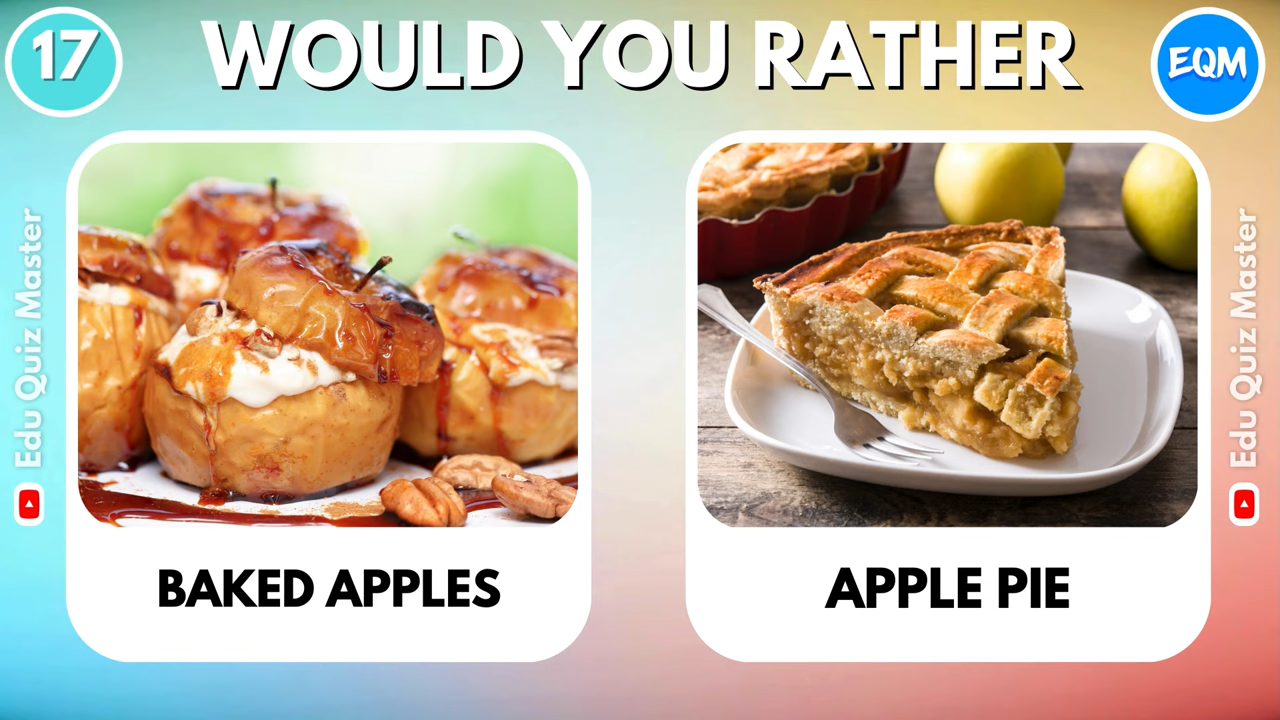 17
WOULD YOU RATHER
EQM
Edu Quiz Master
Edu Quiz Master
BAKED APPLES
APPLE PIE